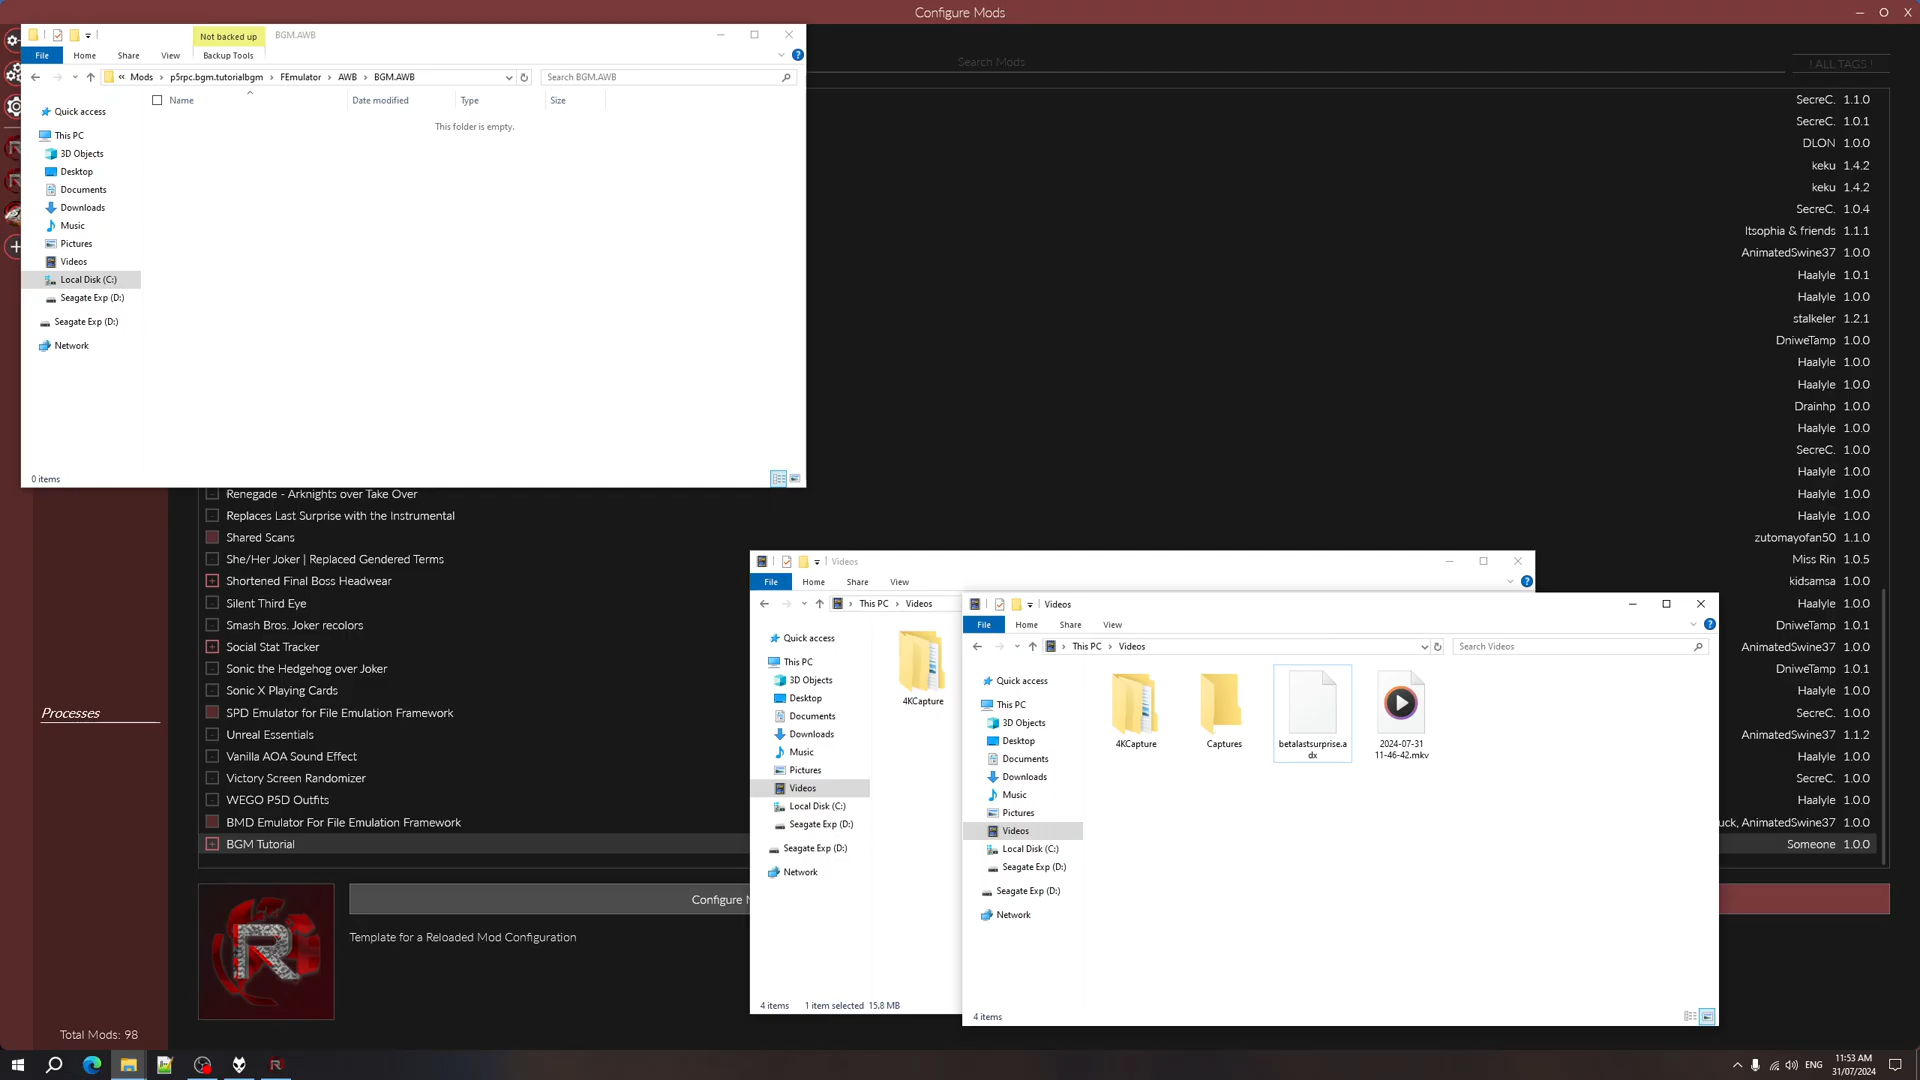 Configure Mods
Not backed up
BGM.AWB
File
Home
Share
View
Backup Tools
Mods
p5rpc.bgm.tutorialbgm
FEmulator
AWB
BGM.AWB
Search BGM.AWB
Name
Date modified
Type
Size
This folder is empty.
Quick access
This PC
3D Objects
Desktop
Documents
Downloads
Music
Pictures
Videos
Local Disk (C:)
Seagate Exp (D:)
Seagate Exp (D:)
Network
0 items
Search Mods
! ALL TAGS !
SecreC. 1.1.0
SecreC. 1.0.1
DLON 1.0.0
keku 1.4.2
keku 1.4.2
SecreC. 1.0.4
Itsophia & friends 1.1.1
AnimatedSwine37 1.0.0
Haalyle 1.0.1
Haalyle 1.0.0
stalkeler 1.2.1
DniweTamp 1.0.0
Haalyle 1.0.0
Haalyle 1.0.0
Drainhp 1.0.0
Haalyle 1.0.0
SecreC. 1.0.0
Haalyle 1.0.0
Renegade - Arknights over Take Over Haalyle 1.0.0
Replaces Last Surprise with the Instrumental Haalyle 1.0.0
Shared Scans zutomayofan50 1.1.0
She/Her Joker | Replaced Gendered Terms Miss Rin 1.0.5
Shortened Final Boss Headwear kidsamsa 1.0.0
Silent Third Eye Haalyle 1.0.0
Smash Bros. Joker recolors DniweTamp 1.0.1
Social Stat Tracker AnimatedSwine37 1.0.0
Sonic the Hedgehog over Joker DniweTamp 1.0.1
Sonic X Playing Cards Haalyle 1.0.0
SPD Emulator for File Emulation Framework SecreC. 1.0.0
Unreal Essentials AnimatedSwine37 1.1.2
Vanilla AOA Sound Effect Haalyle 1.0.0
Victory Screen Randomizer SecreC. 1.0.0
WEGO P5D Outfits Haalyle 1.0.0
BMD Emulator For File Emulation Framework uck, AnimatedSwine37 1.0.0
BGM Tutorial Someone 1.0.0
Processes
Configure M
Template for a Reloaded Mod Configuration
Total Mods: 98
Videos
File
Home
Share
View
This PC
Videos
Quick access
This PC
3D Objects
Desktop
Documents
Downloads
Music
Pictures
Videos
Local Disk (C:)
Seagate Exp (D:)
Seagate Exp (D:)
Network
4KCapture
4 items
1 item selected 15.8 MB
Videos
File
Home
Share
View
This PC
Videos
Search Videos
Quick access
This PC
3D Objects
Desktop
Documents
Downloads
Music
Pictures
Videos
Local Disk (C:)
Seagate Exp (D:)
Seagate Exp (D:)
Network
4KCapture
Captures
betalastsurprise.a
dx
2024-07-31
11-46-42.mkv
4 items
ENG
11:53 AM
31/07/2024